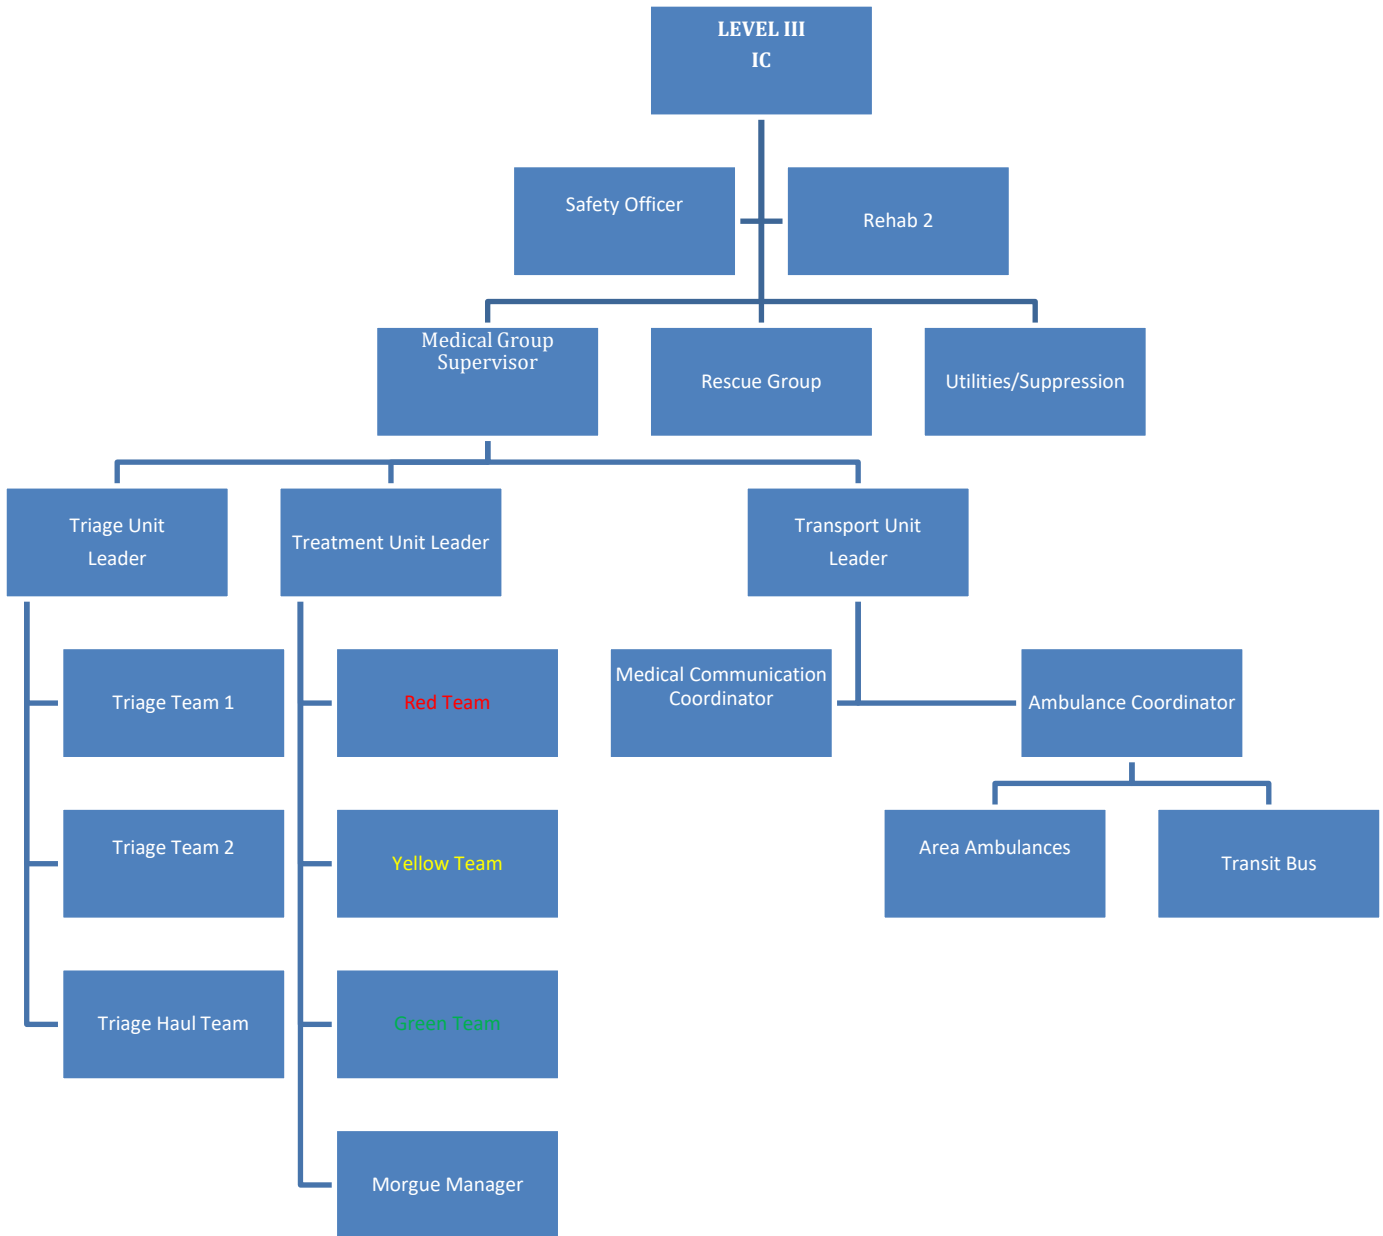 LEVEL III
IC
Safety Officer
Rehab 2
Medical Group
Supervisor
Rescue Group
Utilities/Suppression
Triage Unit
Leader
Treatment Unit Leader
Transport Unit
Leader
Triage Team 1
Red Team
Medical Communication
Coordinator
Ambulance Coordinator
Triage Team 2
Yellow Team
Area Ambulances
Transit Bus
Triage Haul Team
Green Team
Morgue Manager